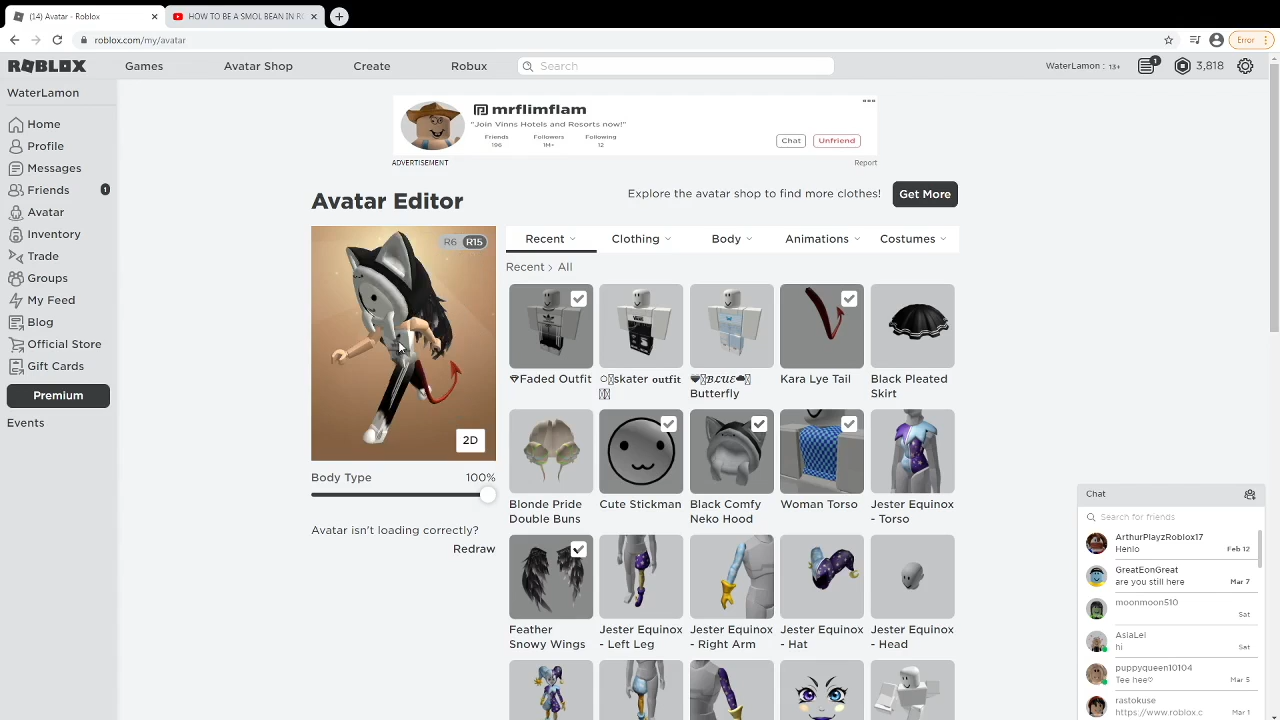 (14) Avatar - Roblox
HOW TO BE A SMOL BEAN IN R
roblox.com/my/avatar
Error
ROBLOX
Games
Avatar Shop
Create
Robux
Search
WaterLamon : 13+
1
3,818
WaterLamon
Home
Profile
Messages
Friends
1
Avatar
Inventory
Trade
Groups
My Feed
Blog
Official Store
Gift Cards
Premium
Events
mrflimflam
"Join Vinns Hotels and Resorts now!"
Friends Followers Following
196 1M+ 12
Chat
Unfriend
ADVERTISEMENT
Report
Avatar Editor
Explore the avatar shop to find more clothes!
Get More
R6 R15
2D
Body Type 100%
Avatar isn't loading correctly?
Redraw
Recent
Clothing
Body
Animations
Costumes
Recent › All
Faded Outfit
skater outfit
BLUE
Butterfly
Kara Lye Tail
Black Pleated
Skirt
Blonde Pride
Double Buns
Cute Stickman
Black Comfy
Neko Hood
Woman Torso
Jester Equinox
- Torso
Feather
Snowy Wings
Jester Equinox
- Left Leg
Jester Equinox
- Right Arm
Jester Equinox
- Hat
Jester Equinox
- Head
Chat
Search for friends
ArthurPlayzRoblox17
Henlo
Feb 12
GreatEonGreat
are you still here
Mar 7
moonmoon510
Sat
AsiaLei
hi
Sat
puppyqueen10104
Tee hee♡
Mar 5
rastokuse
https://www.roblox.c
Mar 1